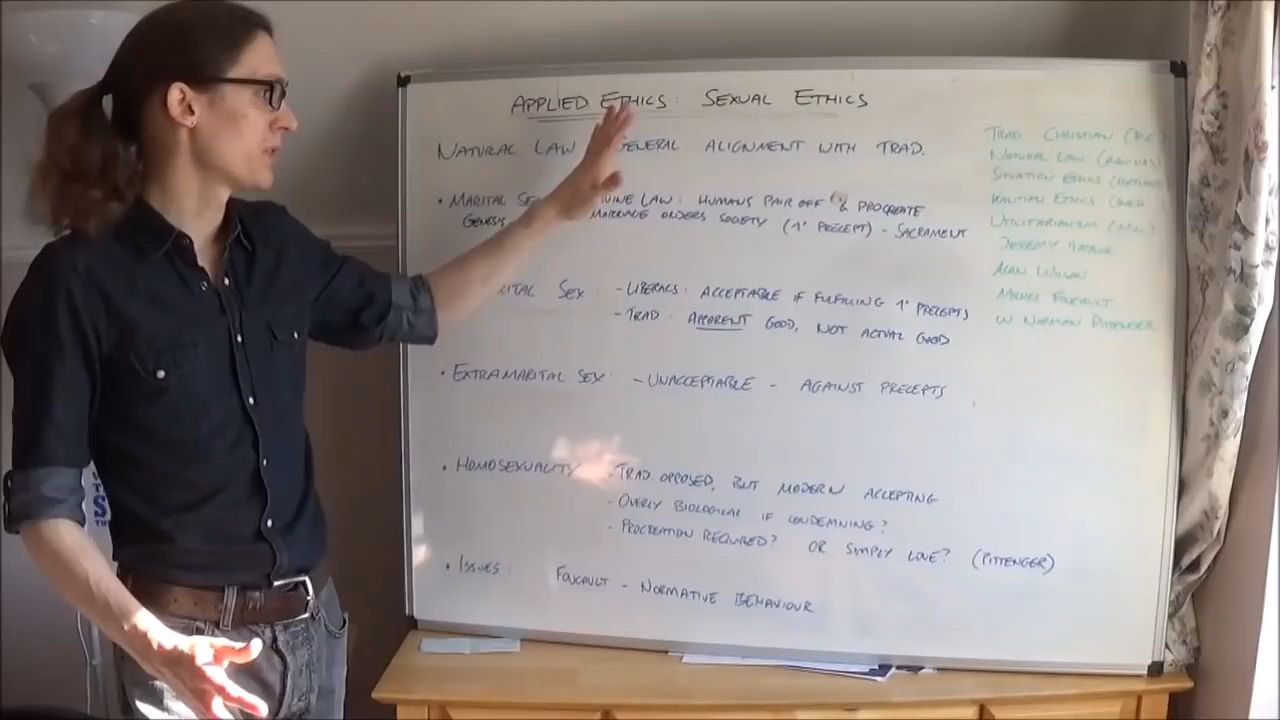 APPLIED ETHICS: SEXUAL ETHICS
NATURAL LAW GENERAL ALIGNMENT WITH TRAD.
• MARITAL SEX LAW: HUMANS PAIR OFF & PROCREATE
GENESIS MARRIAGE ORDERS SOCIETY (1° PRECEPT) - SACRAMENT
SEX: - LIBERALS: ACCEPTABLE IF FULFILLING 1° PRECEPTS
- TRAD: APPARENT GOOD, NOT ACTUAL GOOD
• EXTRAMARITAL SEX: - UNACCEPTABLE - AGAINST PRECEPTS
• HOMOSEXUALITY - TRAD OPPOSED, BUT MODERN ACCEPTING
- OVERLY BIOLOGICAL IF CONDEMNING?
- PROCREATION REQUIRED? OR SIMPLY LOVE? (PITTENGER)
• ISSUES: FOUCAULT - NORMATIVE BEHAVIOUR
TRAD CHRISTIAN (RC)
NATURAL LAW (AQUINAS)
SITUATION ETHICS
KANTIAN ETHICS
UTILITARIANISM (MILL)
JEREMY TAYLOR
ALAN WILSON
MICHEL FOUCAULT
W NORMAN PITTENGER